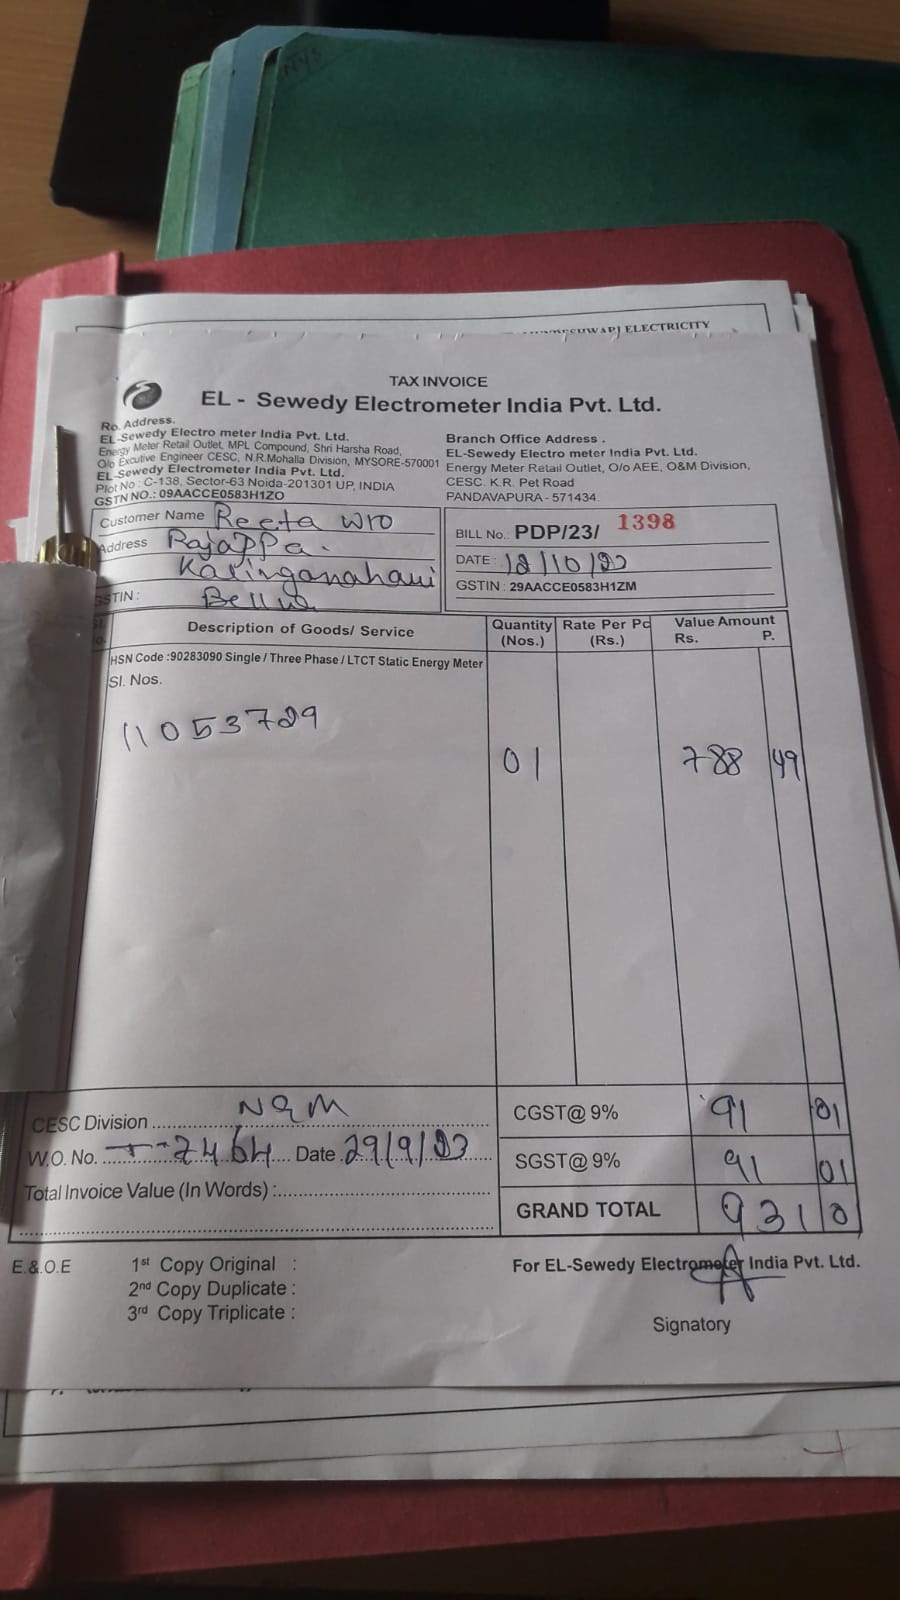 ESHWARI ELECTRICITY
TAX INVOICE
EL - Sewedy Electrometer India Pvt. Ltd.
Ro. Address.
EL-Sewedy Electro meter India Pvt. Ltd.
Energy Meter Retail Outlet, MPL Compound, Shri Harsha Road,
O/o Excutive Engineer CESC, N.R.Mohalla Division, MYSORE-570001
EL-Sewedy Electrometer India Pvt. Ltd.
Plot No : C-138, Sector-63 Noida-201301 UP, INDIA
GSTN NO.: 09AACCE0583H1ZO
Branch Office Address .
EL-Sewedy Electro meter India Pvt. Ltd.
Energy Meter Retail Outlet, O/o AEE, O&M Division,
CESC. K.R. Pet Road
PANDAVAPURA - 571434.
Customer Name Reeta W/O
Address Rajappa.
Karinganahavi
GSTIN :
BILL No.: PDP/23/ 1398
DATE : 12/10/23
GSTIN : 29AACCE0583H1ZM
Description of Goods/ Service Quantity (Nos.) Rate Per Pc (Rs.) Value Amount Rs. P.
HSN Code :90283090 Single / Three Phase / LTCT Static Energy Meter
Sl. Nos.
11053729
01 788 49
CESC Division NGM
W.O. No. 7464 Date 29/9/23
Total Invoice Value (In Words) :
CGST@ 9% 91 01
SGST@ 9% 91 01
GRAND TOTAL 931 0
E.&.O.E
1st Copy Original :
2nd Copy Duplicate :
3rd Copy Triplicate :
For EL-Sewedy Electrometer India Pvt. Ltd.
Signatory